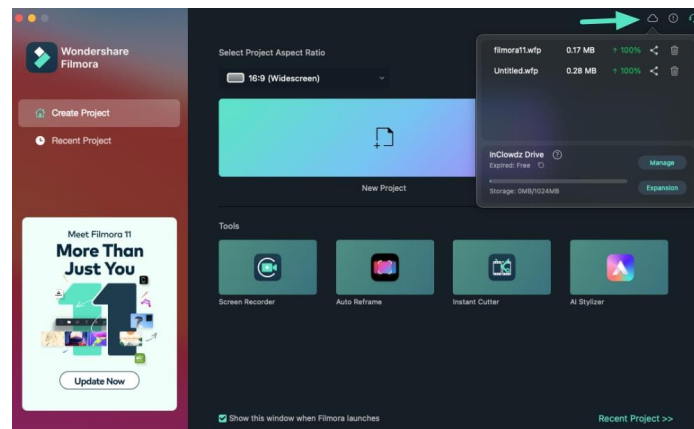 Wondershare
Filmora
Create Project
Recent Project
Meet Filmora 11
More Than
Just You
Update Now
Select Project Aspect Ratio
16:9 (Widescreen)
New Project
Tools
Screen Recorder
Auto Reframe
Instant Cutter
AI Stylizer
Show this window when Filmora launches
Recent Project >>
filmora11.wfp 0.17 MB ↑ 100%
Untitled.wfp 0.28 MB ↑ 100%
InClowdz Drive
Expired: Free
Manage
Storage: 0MB/1024MB
Expansion